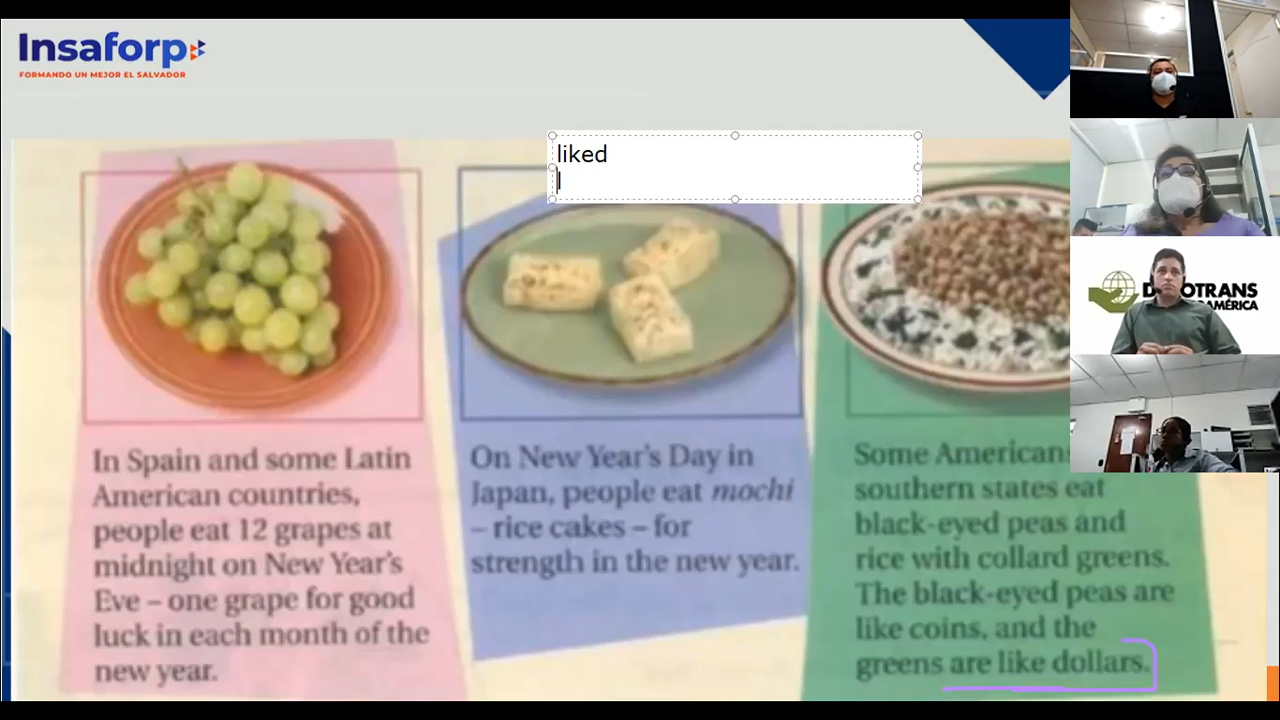 Insaforp
FORMANDO UN MEJOR EL SALVADOR
liked
In Spain and some Latin
American countries,
people eat 12 grapes at
midnight on New Year's
Eve – one grape for good
luck in each month of the
new year.
On New Year's Day in
Japan, people eat mochi
– rice cakes – for
strength in the new year.
Some Americans
southern states eat
black-eyed peas and
rice with collard greens.
The black-eyed peas are
like coins, and the
greens are like dollars.